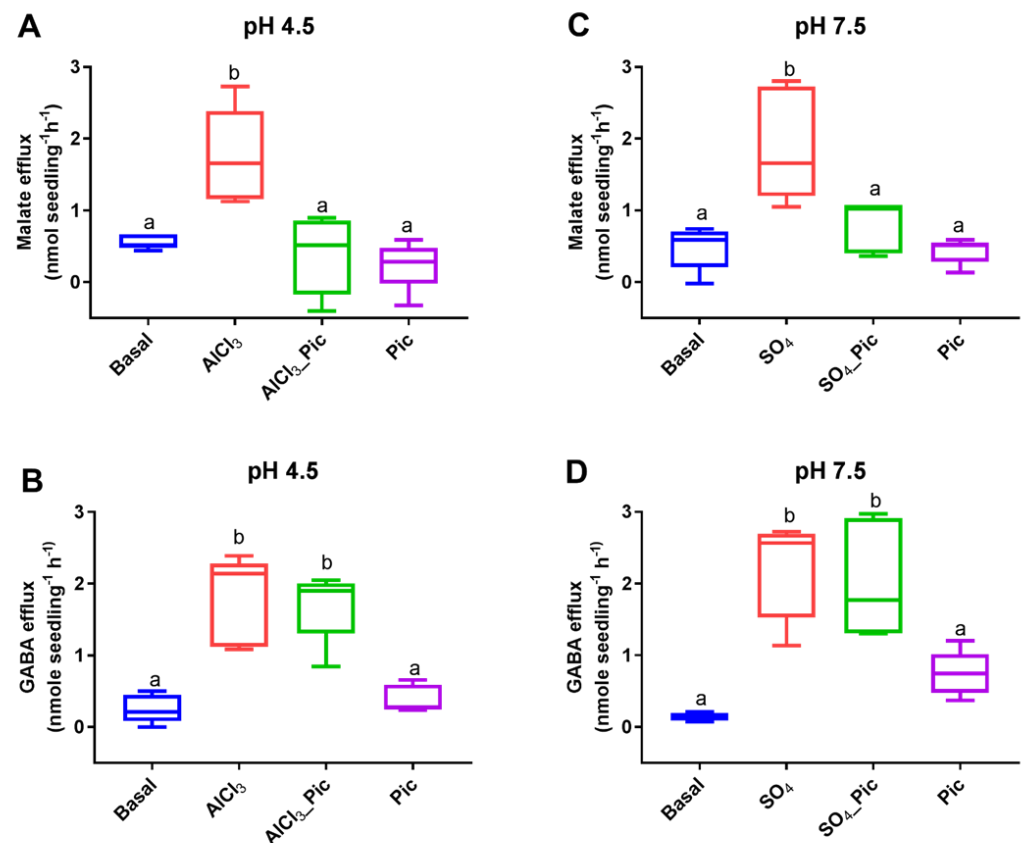 A
pH 4.5
Malate efflux
(nmol seedling⁻¹h⁻¹)
3
2
1
0
a
b
a
a
Basal
AlCl₃
AlCl₃_Pic
Pic
C
pH 7.5
Malate efflux
(nmol seedling⁻¹h⁻¹)
3
2
1
0
a
b
a
a
Basal
SO₄
SO₄_Pic
Pic
B
pH 4.5
GABA efflux
(nmole seedling⁻¹ h⁻¹)
3
2
1
0
a
b
b
a
Basal
AlCl₃
AlCl₃_Pic
Pic
D
pH 7.5
GABA efflux
(nmole seedling⁻¹ h⁻¹)
3
2
1
0
a
b
b
a
Basal
SO₄
SO₄_Pic
Pic